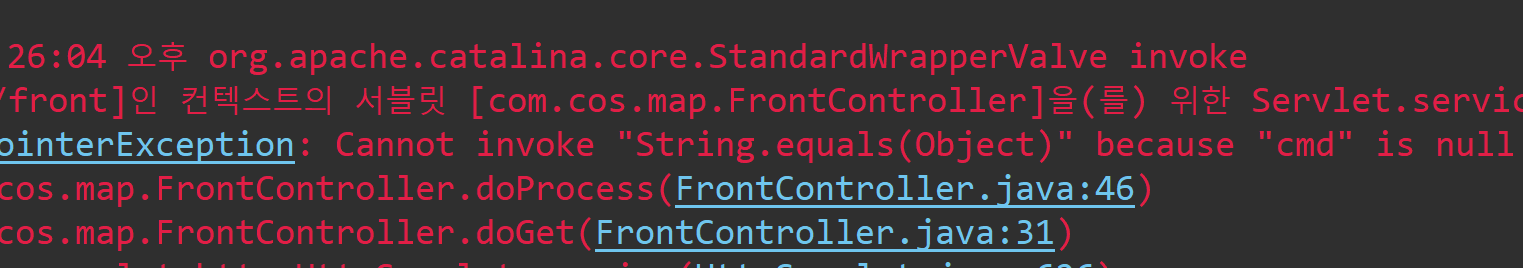 26:04 오후 org.apache.catalina.core.StandardWrapperValve invoke
/front]인 컨텍스트의 서블릿 [com.cos.map.FrontController]을(를) 위한 Servlet.servic
ointerException: Cannot invoke "String.equals(Object)" because "cmd" is null
cos.map.FrontController.doProcess(FrontController.java:46)
cos.map.FrontController.doGet(FrontController.java:31)